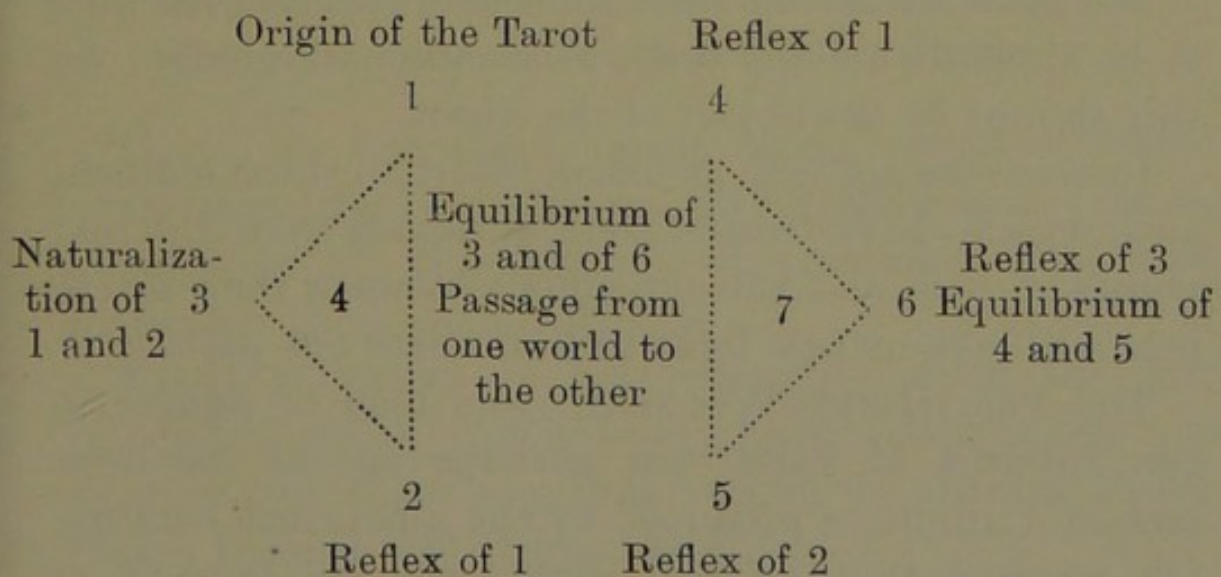 Origin of the Tarot Reflex of 1
1 4
Equilibrium of
Naturaliza- 3 and of 6 Reflex of 3
tion of 3 4 Passage from 7 6 Equilibrium of
1 and 2 one world to 4 and 5
the other
2 5
Reflex of 1 Reflex of 2